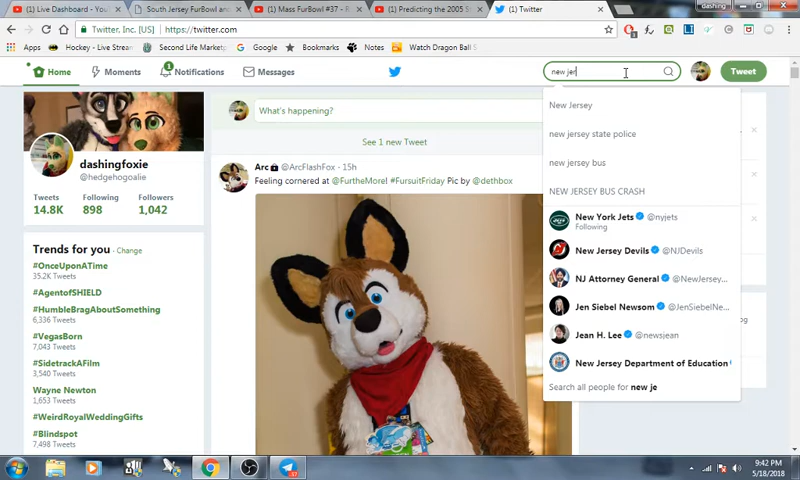 dashing
(1) Live Dashboard - You
South Jersey FurBowl and
(1) Mass FurBowl #37 - R
(1) Predicting the 2005 S
(1) Twitter
Twitter, Inc. [US]
https://twitter.com
Apps
Hockey - Live Stream
Second Life Market
Google
Bookmarks
Notes
Watch Dragon Ball S
Home
Moments
1
Notifications
Messages
new jer
Tweet
What's happening?
See 1 new Tweet
dashingfoxie
@hedgehogoalie
Tweets
Following
Followers
14.8K
898
1,042
Trends for you · Change
#OnceUponATime
35.2K Tweets
#AgentofSHIELD
#HumbleBragAboutSomething
6,336 Tweets
#VegasBorn
7,043 Tweets
#SidetrackAFilm
3,540 Tweets
Wayne Newton
1,653 Tweets
#WeirdRoyalWeddingGifts
#Blindspot
7,498 Tweets
Arc @ArcFlashFox · 15h
Feeling cornered at @FurtheMore! #FursuitFriday Pic by @dethbox
New Jersey
new jersey state police
new jersey bus
NEW JERSEY BUS CRASH
New York Jets @nyjets
Following
New Jersey Devils @NJDevils
NJ Attorney General @NewJersey...
Jen Siebel Newsom @JenSiebelNe...
Jean H. Lee @newsjean
New Jersey Department of Education
Search all people for new je
9:42 PM
5/18/2018